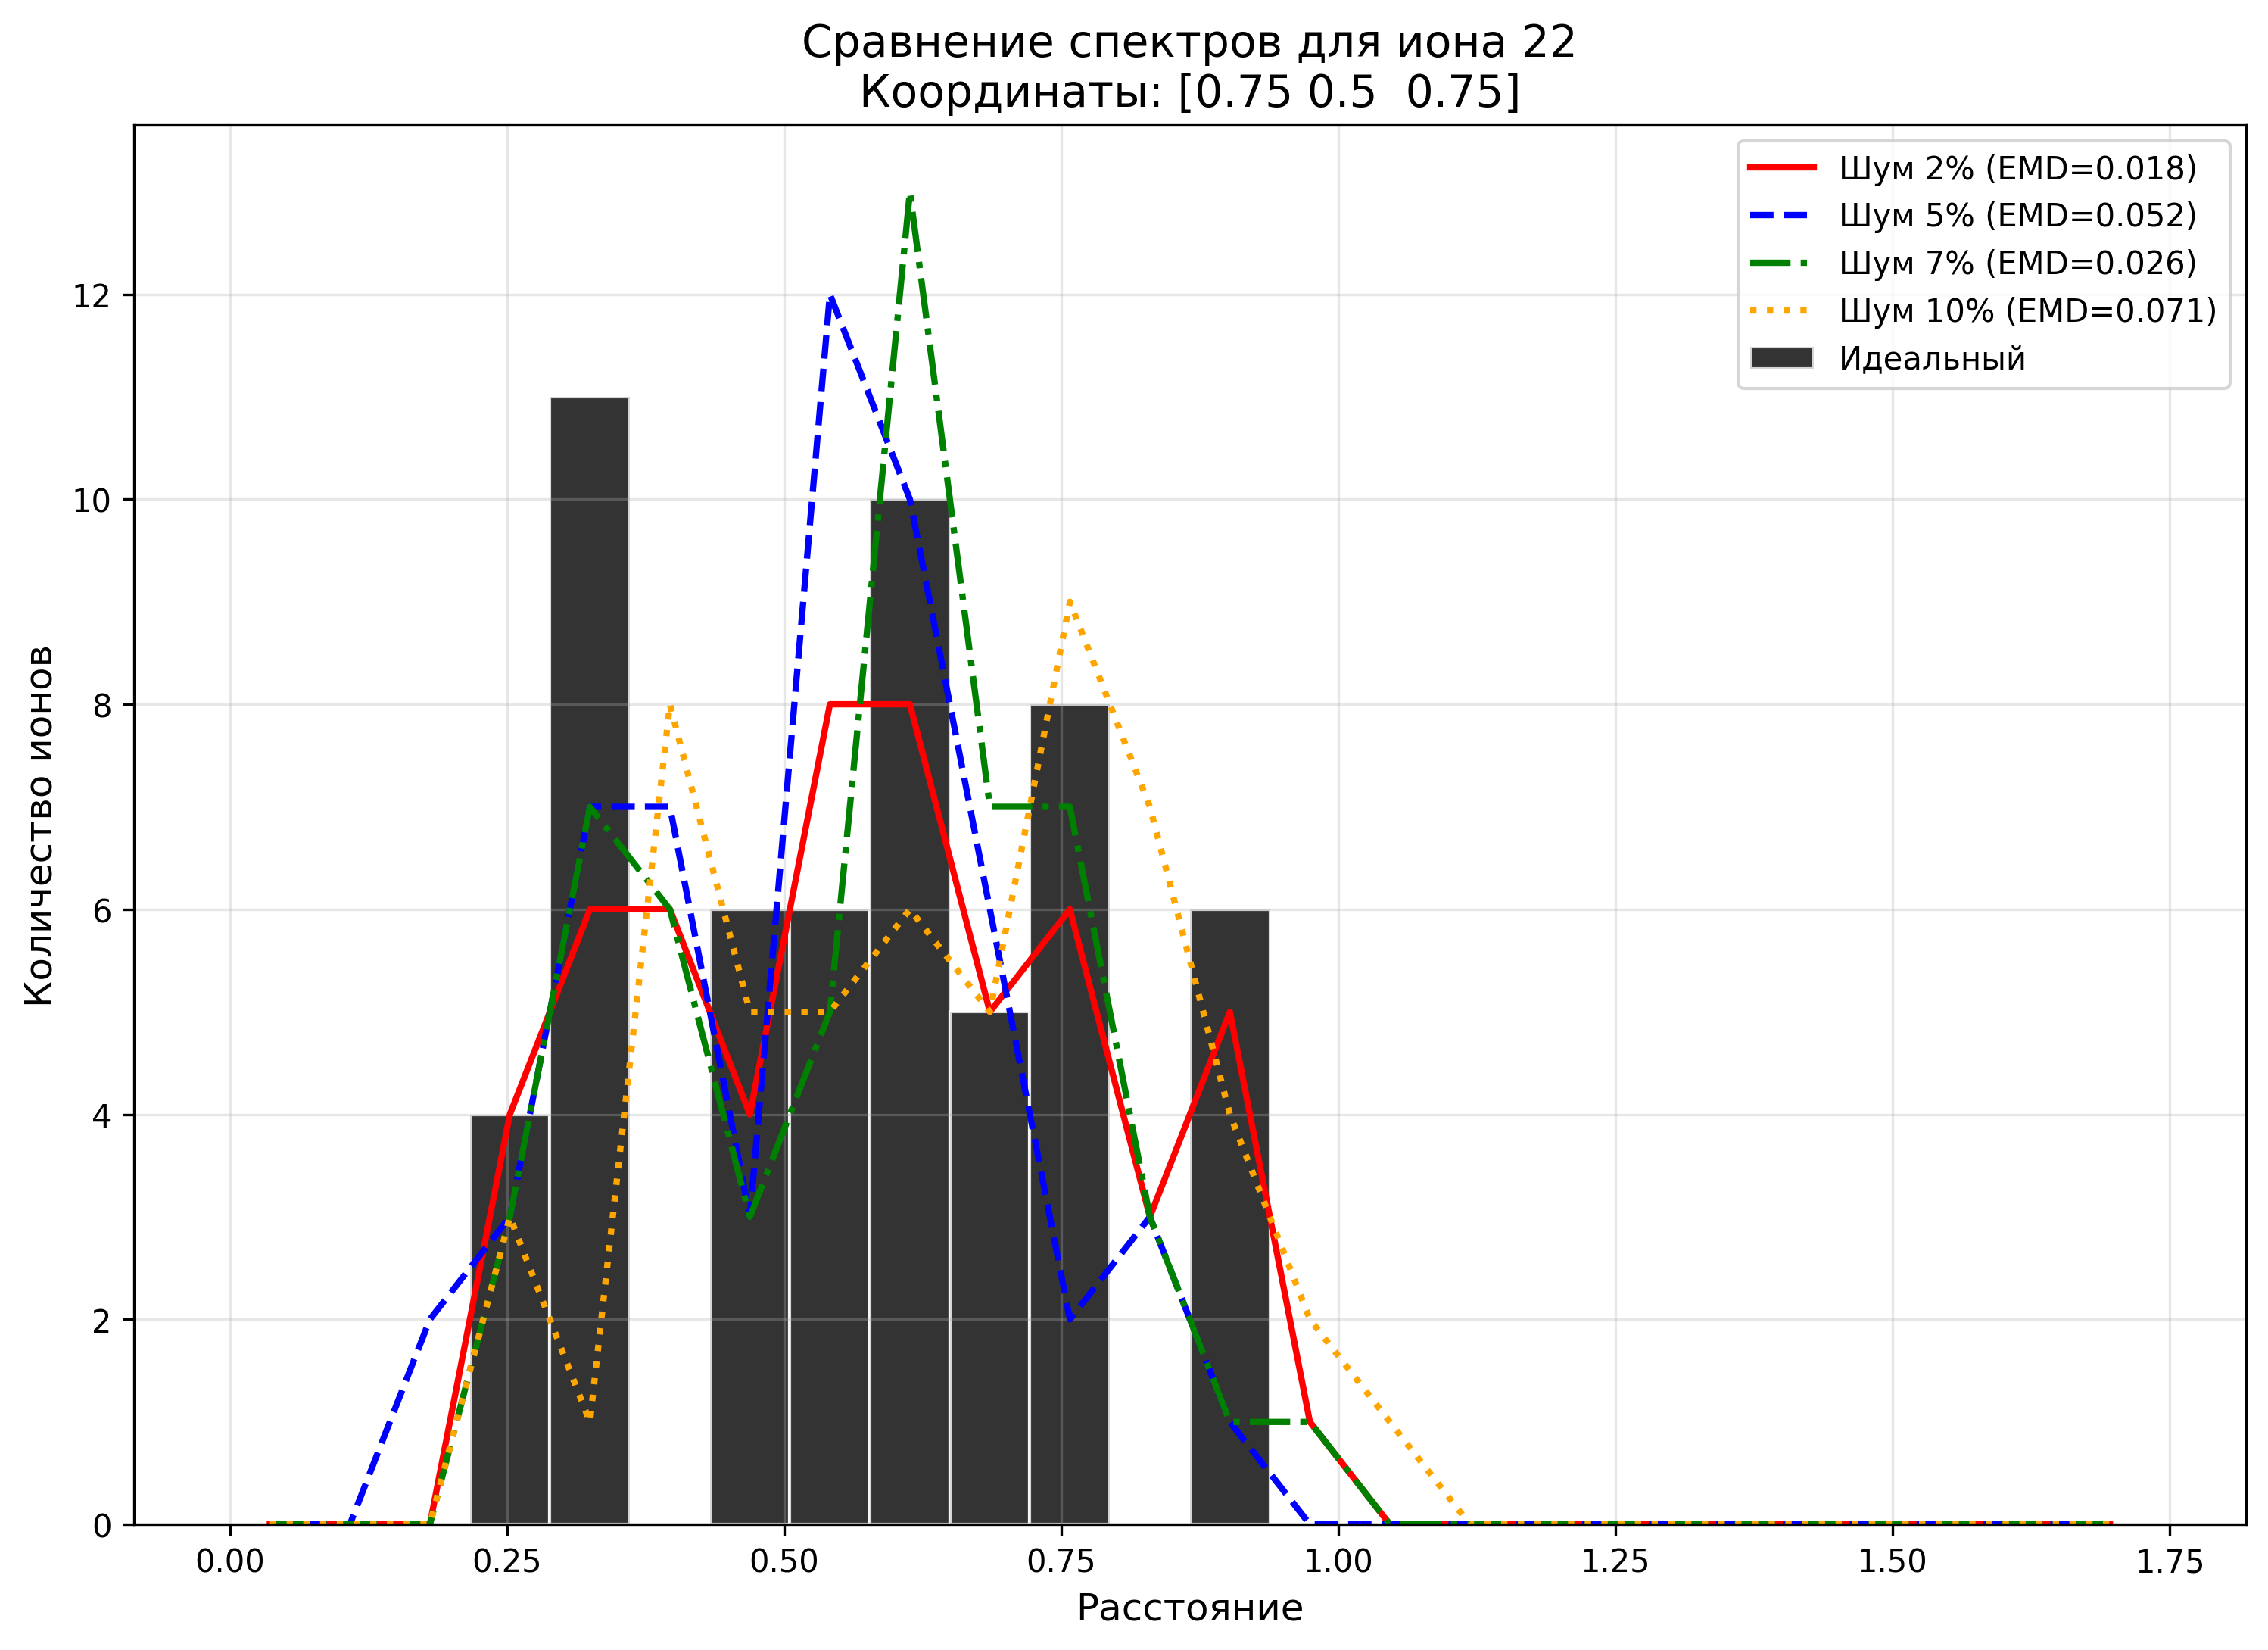 Сравнение спектров для иона 22
Координаты: [0.75 0.5  0.75]
Шум 2% (EMD=0.018)
Шум 5% (EMD=0.052)
Шум 7% (EMD=0.026)
Шум 10% (EMD=0.071)
Идеальный
Количество ионов
12
10
8
6
4
2
0
0.00 0.25 0.50 0.75 1.00 1.25 1.50 1.75
Расстояние